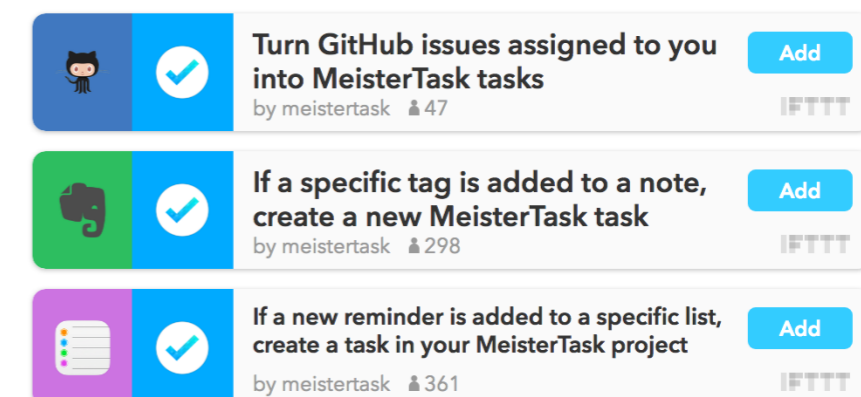 Turn GitHub issues assigned to you
into MeisterTask tasks
Add
by meistertask 47
IFTTT
If a specific tag is added to a note,
create a new MeisterTask task
Add
by meistertask 298
IFTTT
If a new reminder is added to a specific list,
create a task in your MeisterTask project
Add
by meistertask 361
IFTTT